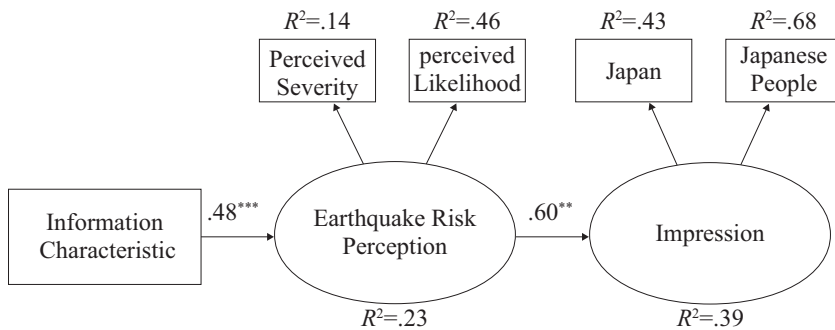 R²=.14
R²=.46
R²=.43
R²=.68
Perceived
Severity
perceived
Likelihood
Japan
Japanese
People
Information
Characteristic
.48***
Earthquake Risk
Perception
.60**
Impression
R²=.23
R²=.39